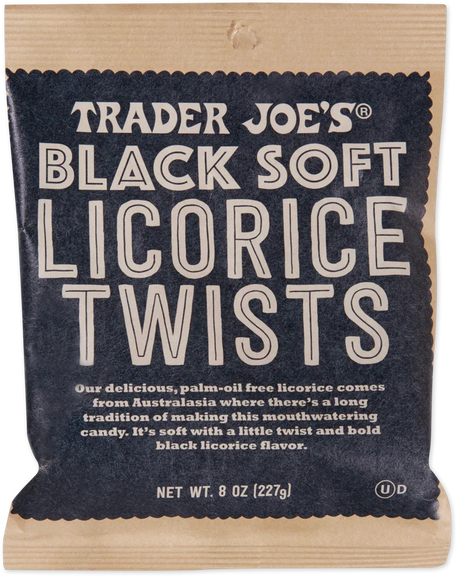 TRADER JOE'S®
BLACK SOFT
LICORICE
TWISTS
Our delicious, palm-oil free licorice comes
from Australasia where there's a long
tradition of making this mouthwatering
candy. It's soft with a little twist and bold
black licorice flavor.
NET WT. 8 OZ (227g)
Ⓤ D